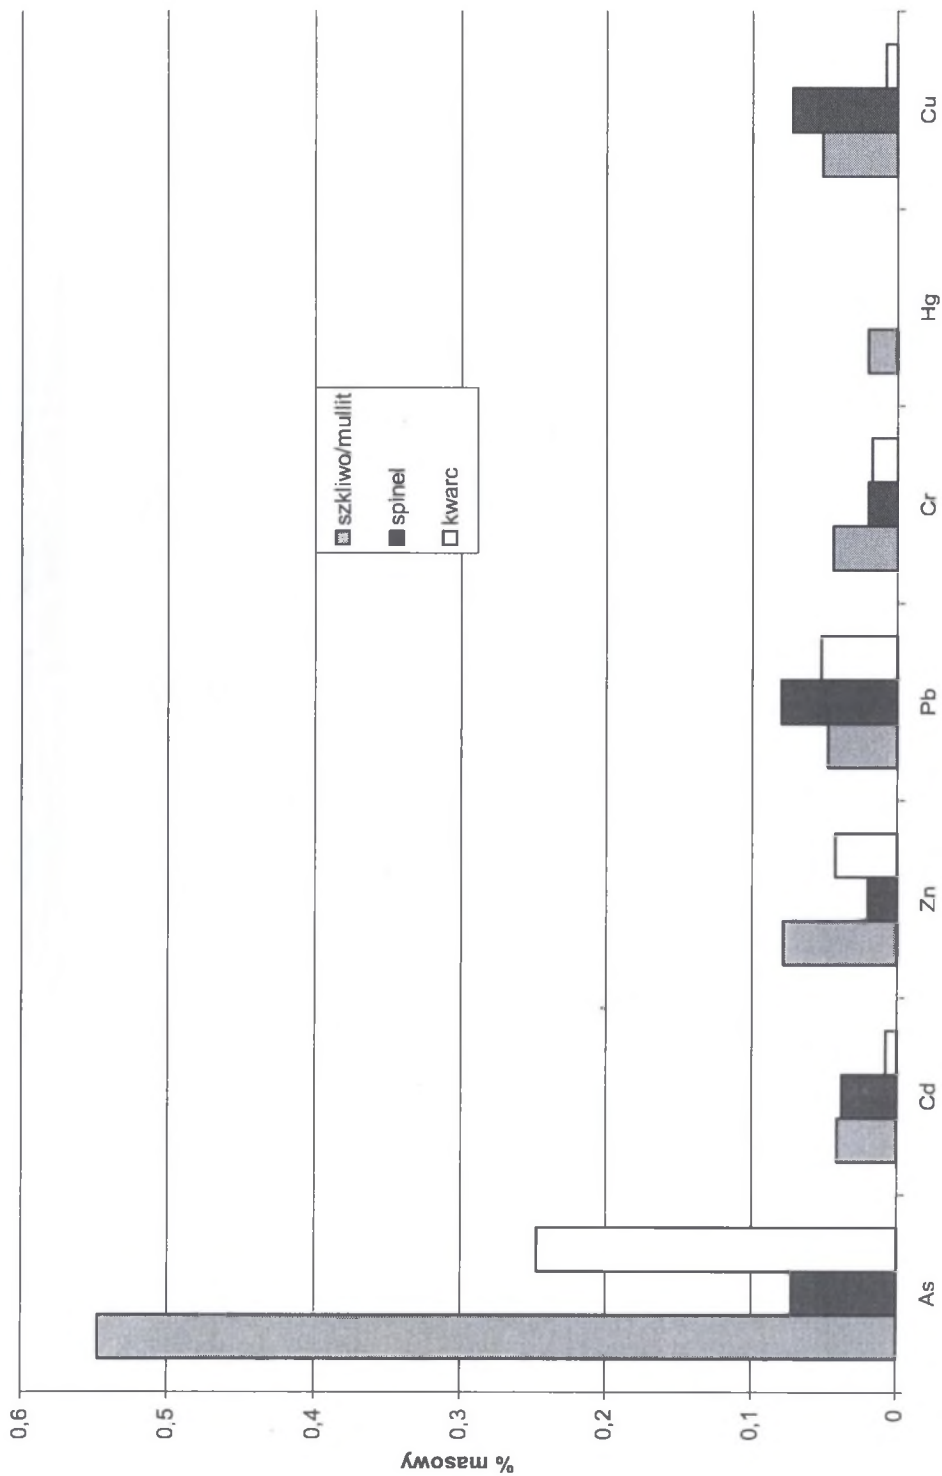 % masowy
0,6
0,5
0,4
0,3
0,2
0,1
0
szkliwo/mullit
spinel
kwarc
As
Cd
Zn
Pb
Cr
Hg
Cu